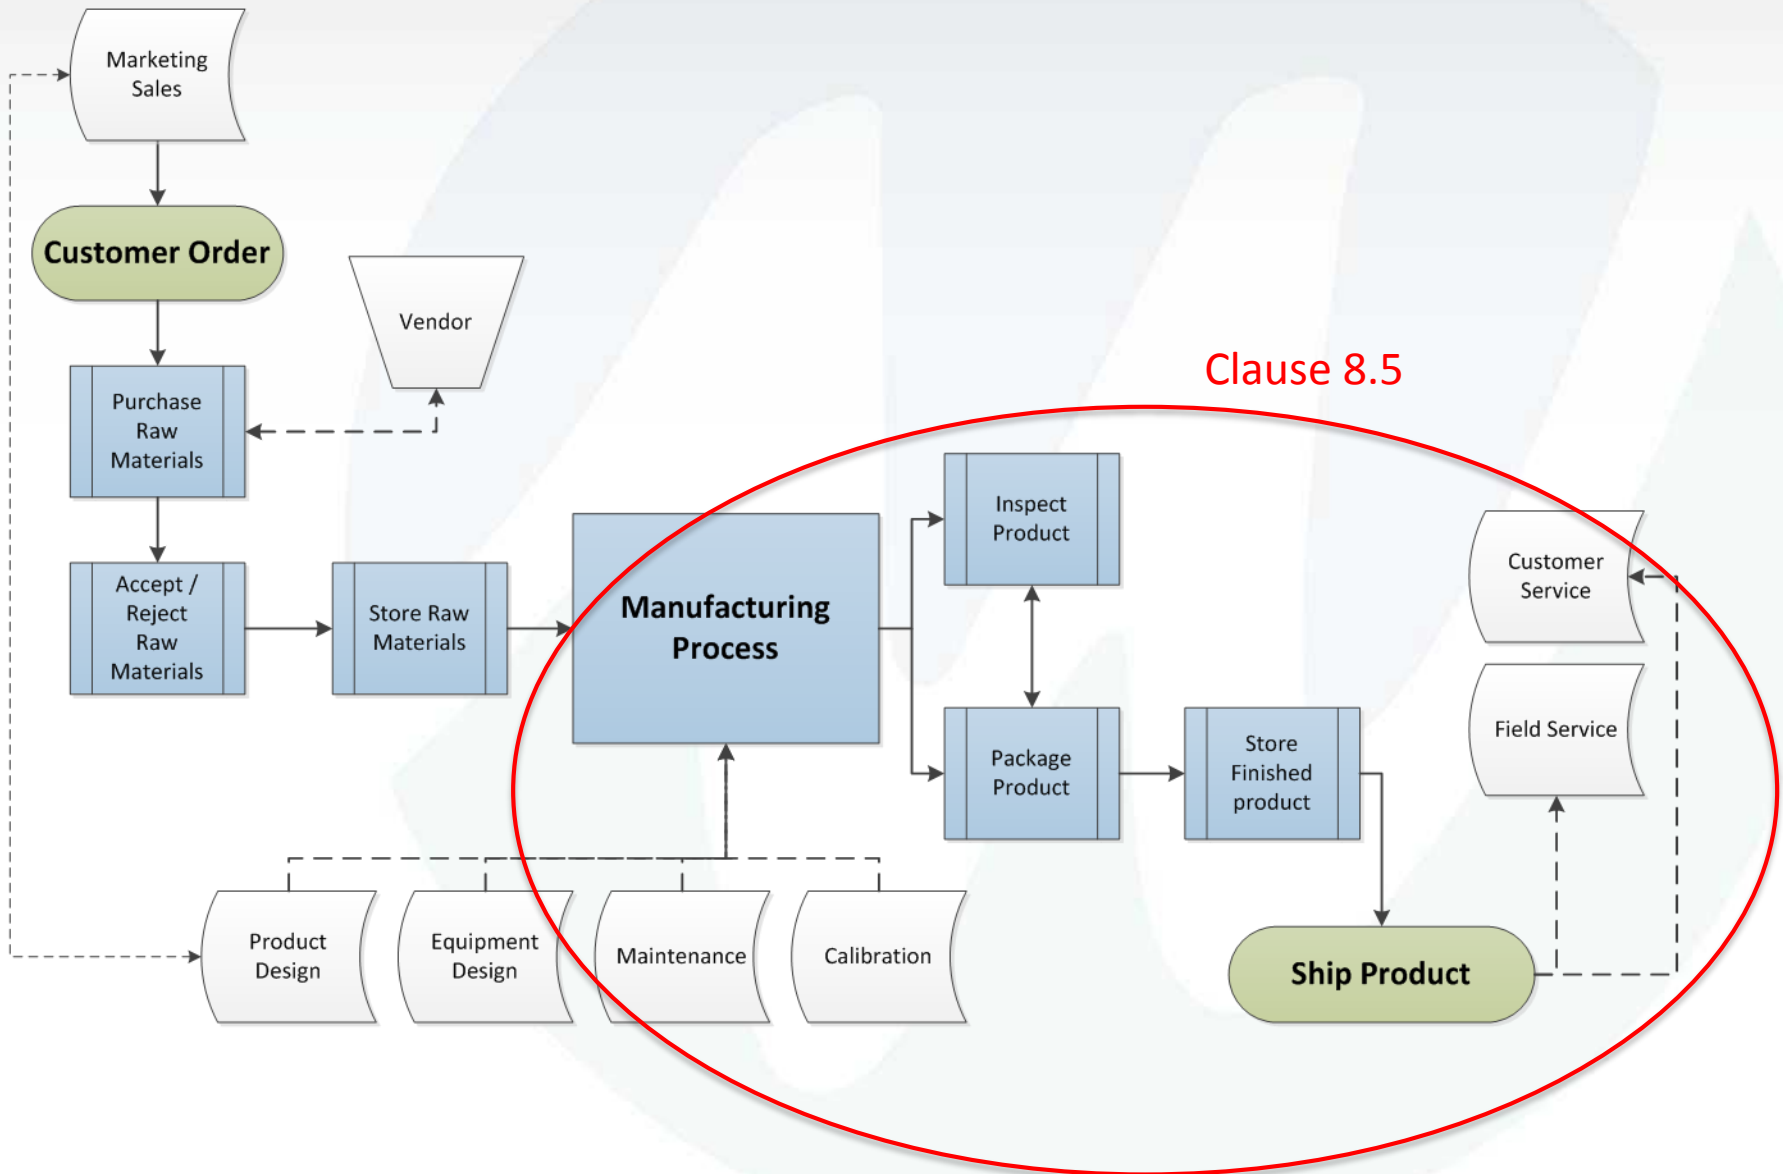 Marketing
Sales
Customer Order
Vendor
Clause 8.5
Purchase
Raw
Materials
Inspect
Product
Accept /
Reject
Raw
Materials
Store Raw
Materials
Manufacturing
Process
Customer
Service
Field Service
Package
Product
Store
Finished
product
Product
Design
Equipment
Design
Maintenance
Calibration
Ship Product